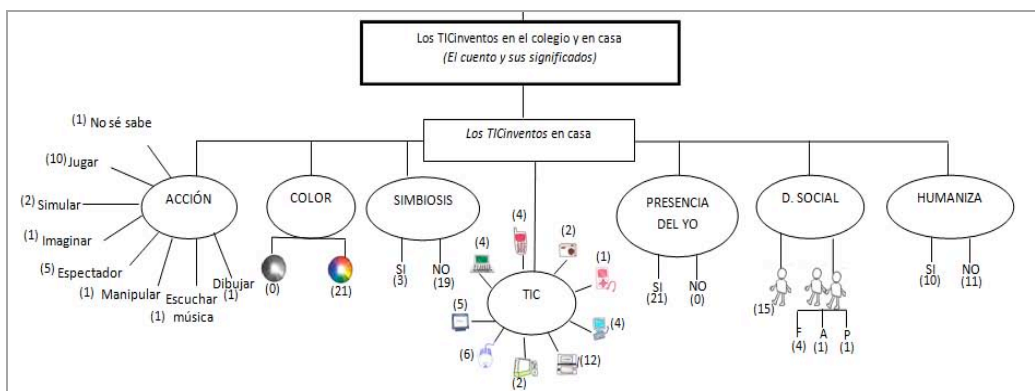 Los TICinventos en el colegio y en casa
(El cuento y sus significados)
Los TICinventos en casa
(1) No sé sabe
(10) Jugar
(2) Simular
(1) Imaginar
(5) Espectador
(1) Manipular
(1) Escuchar música
Dibujar (1)
ACCIÓN
COLOR
(0)
(21)
SIMBIOSIS
SI (3)
NO (19)
TIC
(4)
(4)
(2)
(1)
(5)
(4)
(6)
(2)
(12)
PRESENCIA
DEL YO
SI (21)
NO (0)
D. SOCIAL
(15)
F (4)
A (1)
P (1)
HUMANIZA
SI (10)
NO (11)